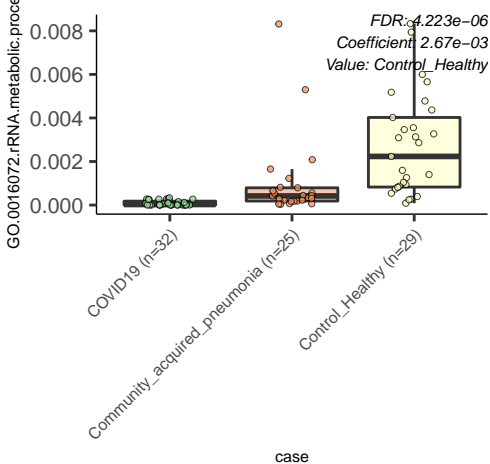 FDR: 4.223e-06
Coefficient: 2.67e-03
Value: Control_Healthy
GO.0016072.rRNA.metabolic.proce
0.008
0.006
0.004
0.002
0.000
COVID19 (n=32)
Community_acquired_pneumonia (n=25)
Control_Healthy (n=29)
case